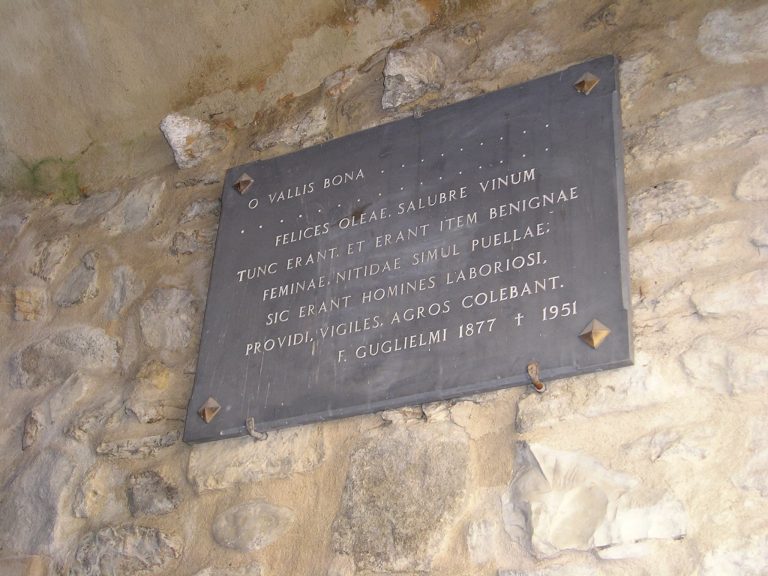 O VALLIS BONA . . . . . . . . . . .
. . . . . . . . . . . . . . . . . .
FELICES OLEAE, SALUBRE VINUM
TUNC ERANT, ET ERANT ITEM BENIGNAE
FEMINAE, NITIDAE SIMUL PUELLAE;
SIC ERANT HOMINES LABORIOSI,
PROVIDI, VIGILES, AGROS COLEBANT.
F. GUGLIELMI 1877 † 1951